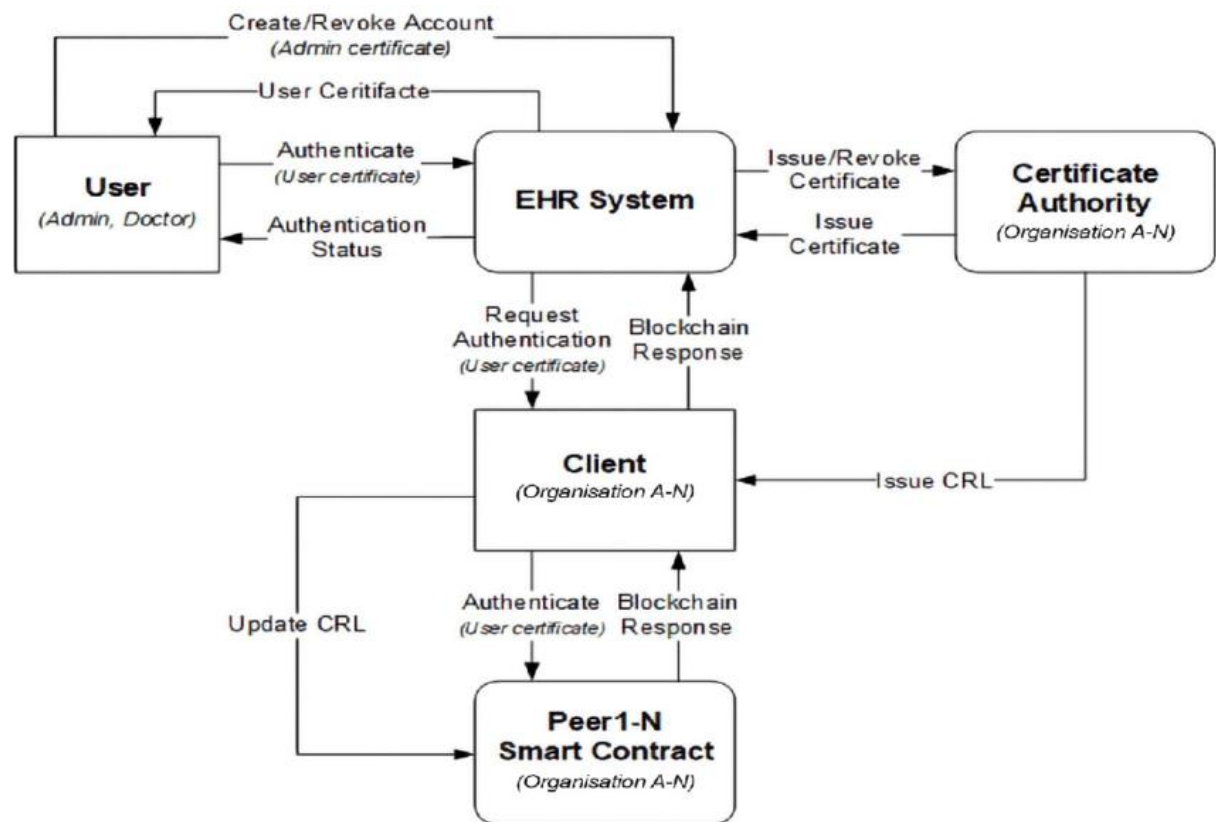 Create/Revoke Account
(Admin certificate)
User Ceritifacte
Authenticate
(User certificate)
Authentication
Status
User
(Admin, Doctor)
EHR System
Issue/Revoke
Certificate
Issue
Certificate
Certificate
Authority
(Organisation A-N)
Request
Authentication
(User certificate)
Blockchain
Response
Client
(Organisation A-N)
Issue CRL
Update CRL
Authenticate
(User certificate)
Blockchain
Response
Peer1-N
Smart Contract
(Organisation A-N)